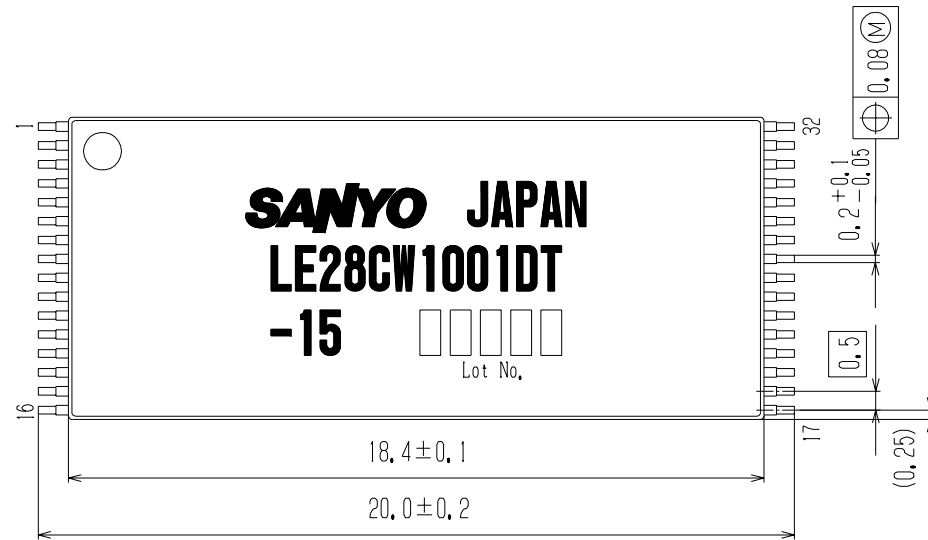 0.08 Ⓜ
1
32
0.2 +0.1 -0.05
SANYO JAPAN
LE28CW1001DT
-15
Lot No.
0.5
16
17
(0.25)
18.4±0.1
20.0±0.2